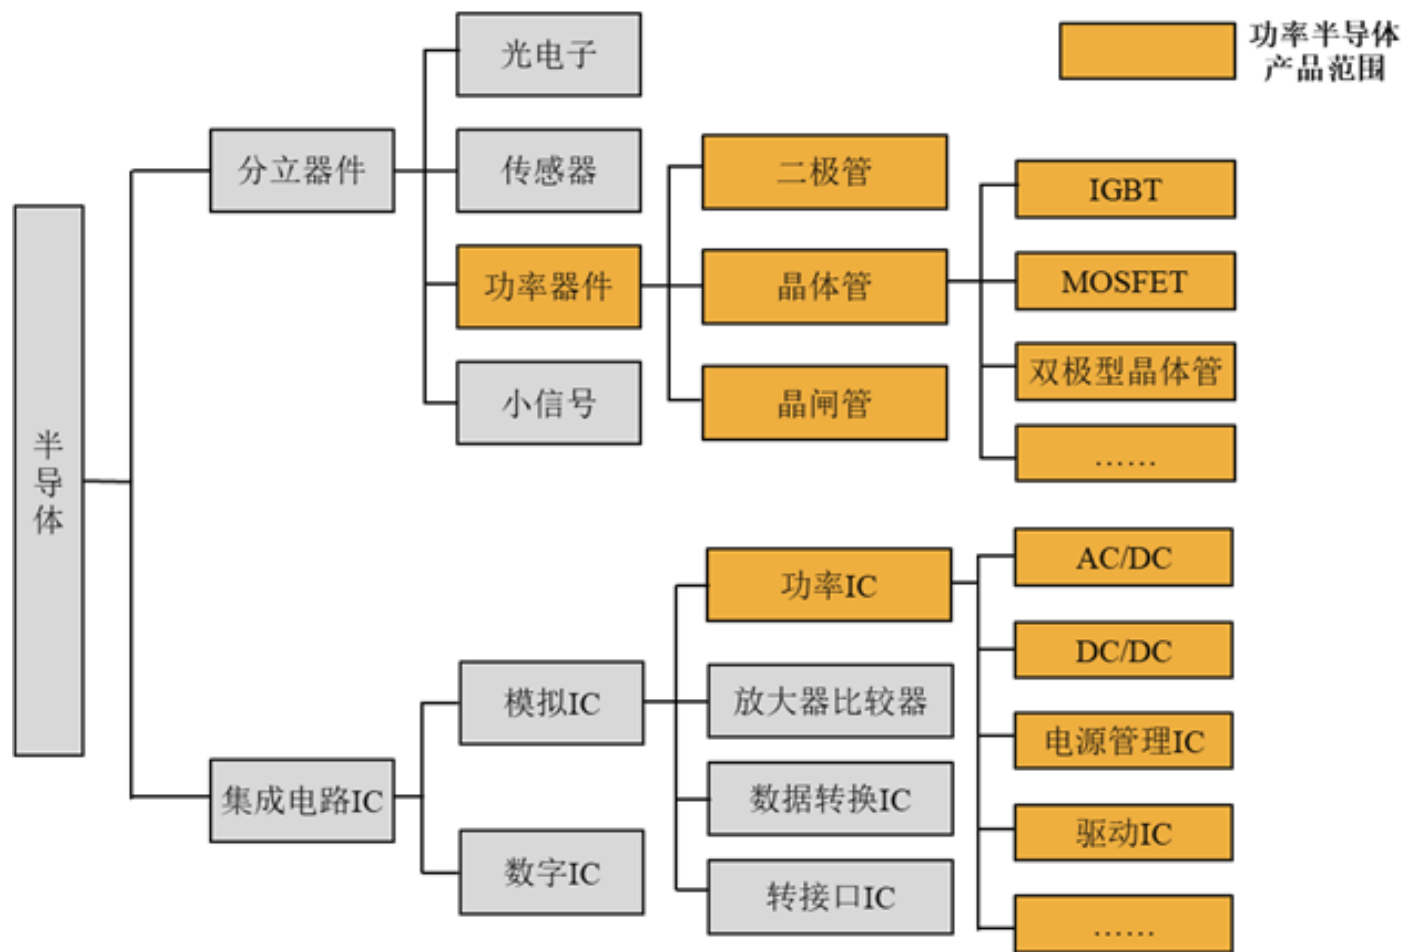 功率半导体
产品范围
光电子
分立器件
传感器
二极管
IGBT
功率器件
晶体管
MOSFET
双极型晶体管
小信号
晶闸管
……
半
导
体
功率IC
AC/DC
DC/DC
模拟IC
放大器比较器
电源管理IC
集成电路IC
数据转换IC
驱动IC
数字IC
转接口IC
……